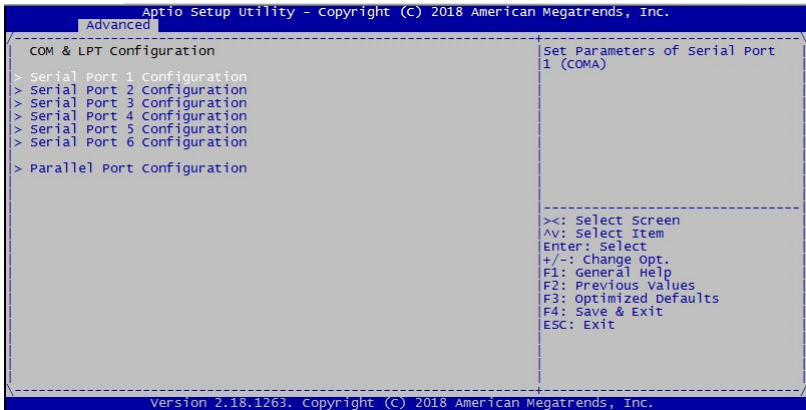 Aptio Setup Utility - Copyright (C) 2018 American Megatrends, Inc.
Advanced
COM & LPT Configuration
> Serial Port 1 Configuration
> Serial Port 2 Configuration
> Serial Port 3 Configuration
> Serial Port 4 Configuration
> Serial Port 5 Configuration
> Serial Port 6 Configuration
> Parallel Port Configuration
Set Parameters of Serial Port
1 (COMA)
><: Select Screen
^v: Select Item
Enter: Select
+/-: Change Opt.
F1: General Help
F2: Previous Values
F3: Optimized Defaults
F4: Save & Exit
ESC: Exit
Version 2.18.1263. Copyright (C) 2018 American Megatrends, Inc.